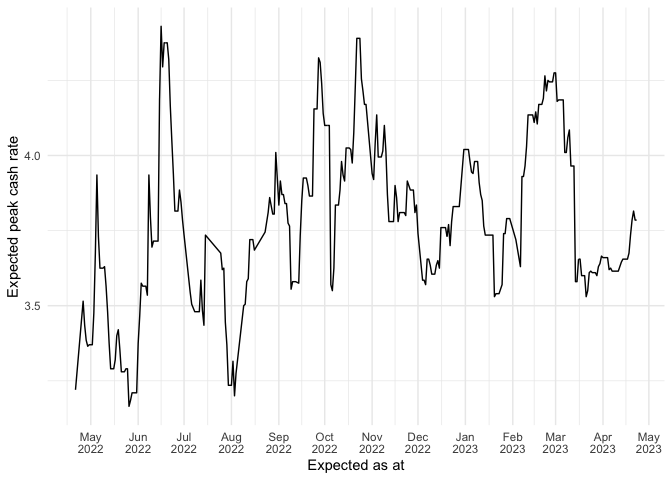 Expected peak cash rate
4.0
3.5
May Jun Jul Aug Sep Oct Nov Dec Jan Feb Mar Apr May
2022 2022 2022 2022 2022 2022 2022 2022 2023 2023 2023 2023 2023
Expected as at